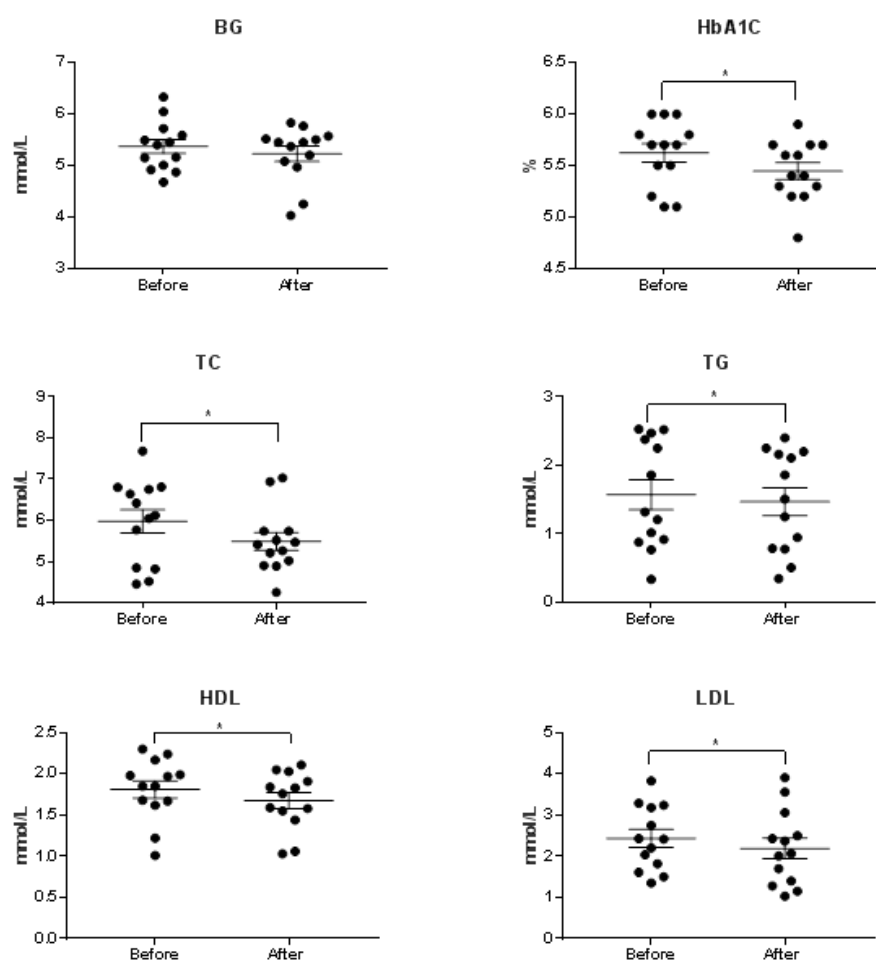 BG
7
6
5
4
3
mmol/L
Before
After
HbA1C
6.5
6.0
5.5
5.0
4.5
%
*
Before
After
TC
9
8
7
6
5
4
mmol/L
*
Before
After
TG
3
2
1
0
mmol/L
*
Before
After
HDL
2.5
2.0
1.5
1.0
0.5
0.0
mmol/L
*
Before
After
LDL
5
4
3
2
1
0
mmol/L
*
Before
After